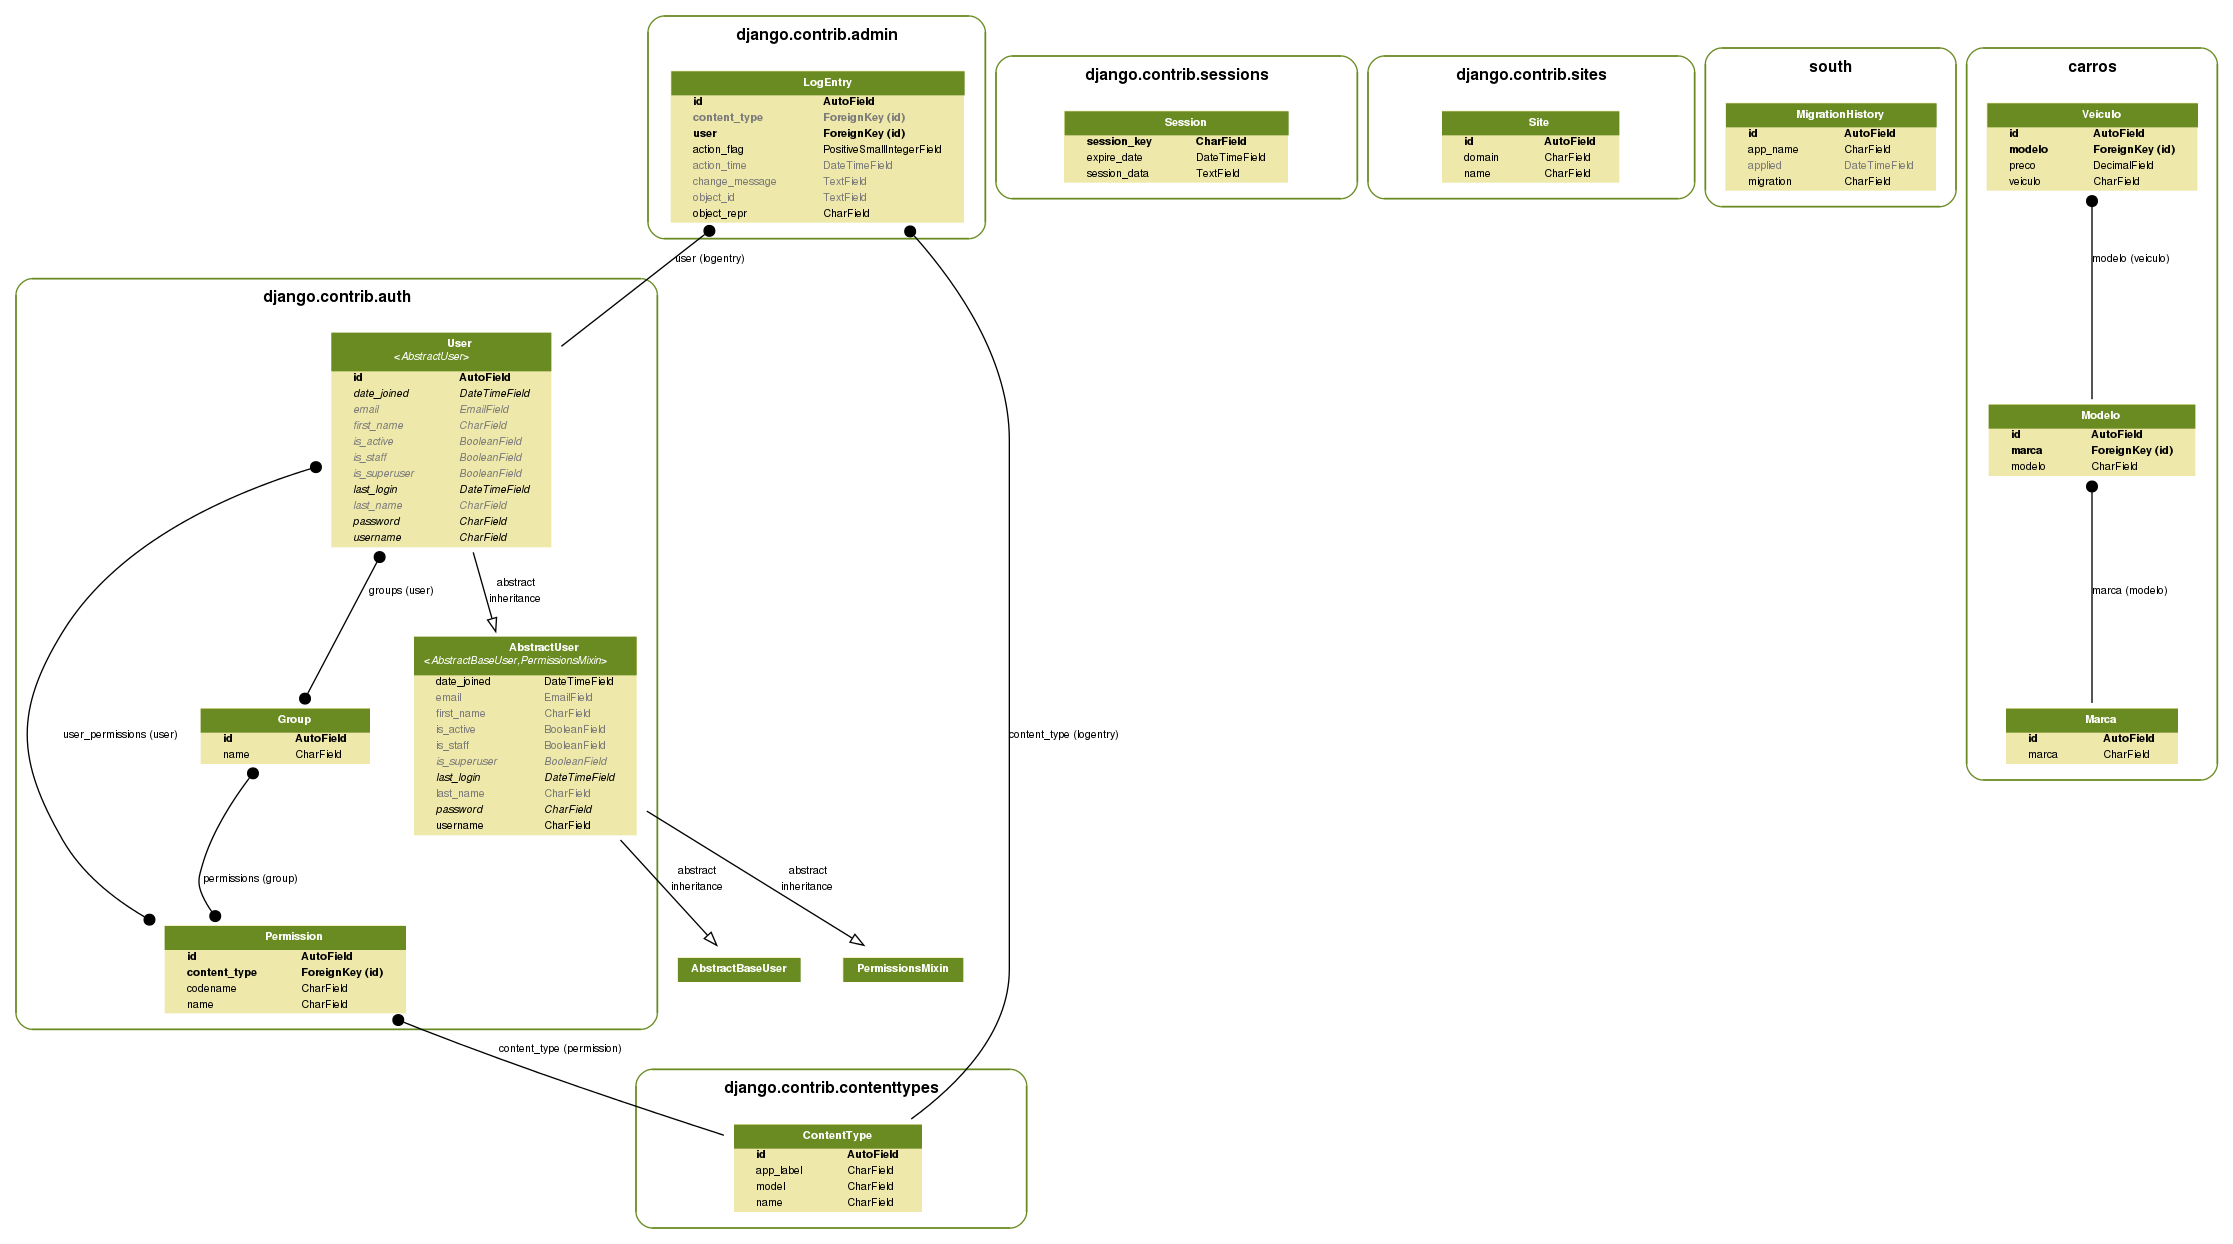 django.contrib.admin
LogEntry
id AutoField
content_type ForeignKey (id)
user ForeignKey (id)
action_flag PositiveSmallIntegerField
action_time DateTimeField
change_message TextField
object_id TextField
object_repr CharField
django.contrib.sessions
Session
session_key CharField
expire_date DateTimeField
session_data TextField
django.contrib.sites
Site
id AutoField
domain CharField
name CharField
south
MigrationHistory
id AutoField
app_name CharField
applied DateTimeField
migration CharField
carros
Veiculo
id AutoField
modelo ForeignKey (id)
preco DecimalField
veiculo CharField
user (logentry)
modelo (veiculo)
django.contrib.auth
User
<AbstractUser>
id AutoField
date_joined DateTimeField
email EmailField
first_name CharField
is_active BooleanField
is_staff BooleanField
is_superuser BooleanField
last_login DateTimeField
last_name CharField
password CharField
username CharField
Modelo
id AutoField
marca ForeignKey (id)
modelo CharField
groups (user)
abstract
inheritance
marca (modelo)
AbstractUser
<AbstractBaseUser,PermissionsMixin>
date_joined DateTimeField
email EmailField
first_name CharField
is_active BooleanField
is_staff BooleanField
is_superuser BooleanField
last_login DateTimeField
last_name CharField
password CharField
username CharField
Group
id AutoField
name CharField
user_permissions (user)
content_type (logentry)
Marca
id AutoField
marca CharField
permissions (group)
abstract
inheritance
abstract
inheritance
Permission
id AutoField
content_type ForeignKey (id)
codename CharField
name CharField
AbstractBaseUser
PermissionsMixin
content_type (permission)
django.contrib.contenttypes
ContentType
id AutoField
app_label CharField
model CharField
name CharField